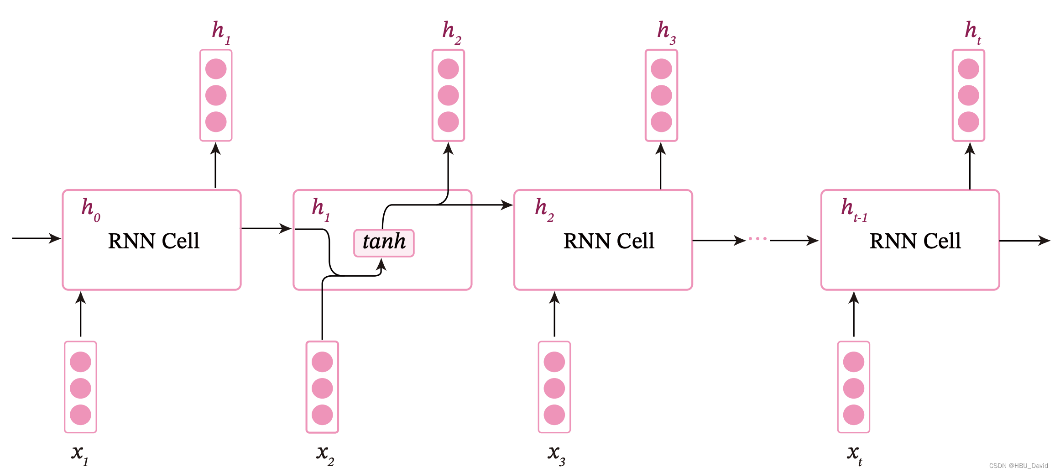 h₁ h₂ h₃ hₜ
h₀ h₁ h₂ hₜ₋₁
RNN Cell tanh RNN Cell RNN Cell
x₁ x₂ x₃ xₜ
CSDN @HBU_David